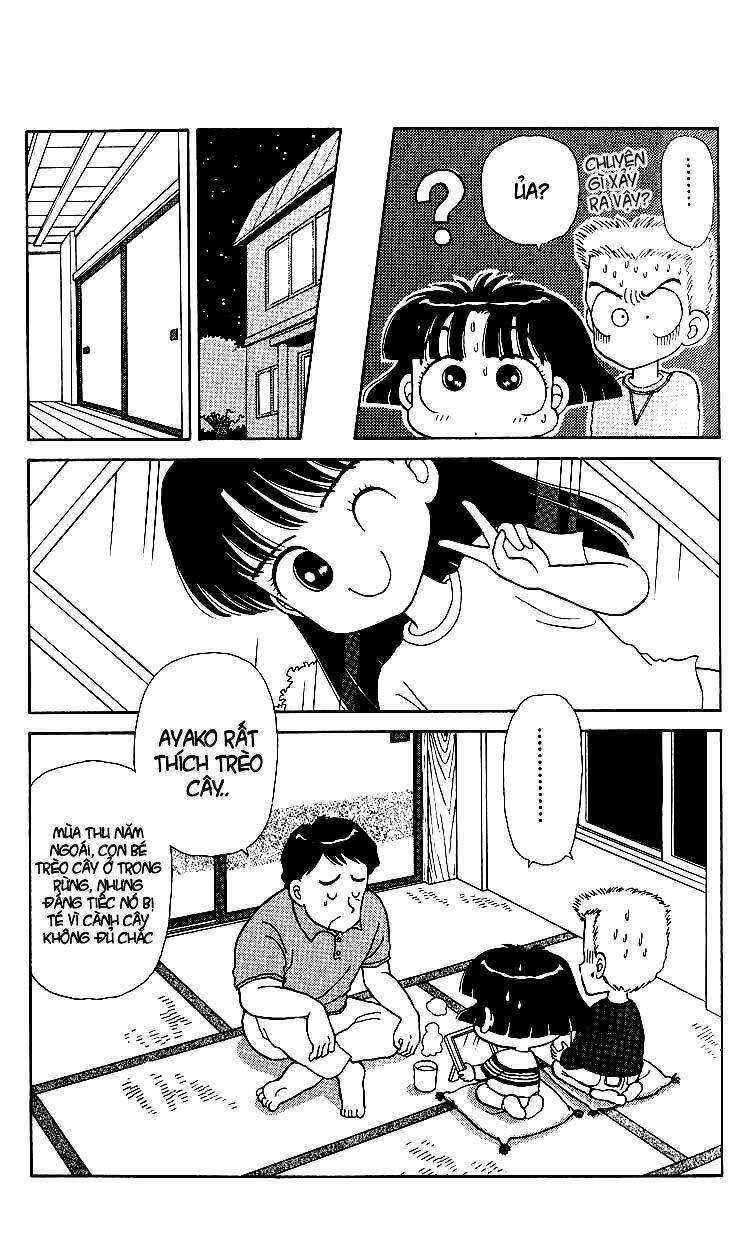 ỦA?
CHUYỆN
GÌ XẢY
RA VẬY?
.........
?
.........
AYAKO RẤT
THÍCH TRÈO
CÂY..
MÙA THU NĂM
NGOÁI, CON BÉ
TRÈO CÂY Ở TRONG
RỪNG, NHƯNG
ĐÁNG TIẾC NÓ BỊ
TÉ VÌ CÀNH CÂY
KHÔNG ĐỦ CHẮC